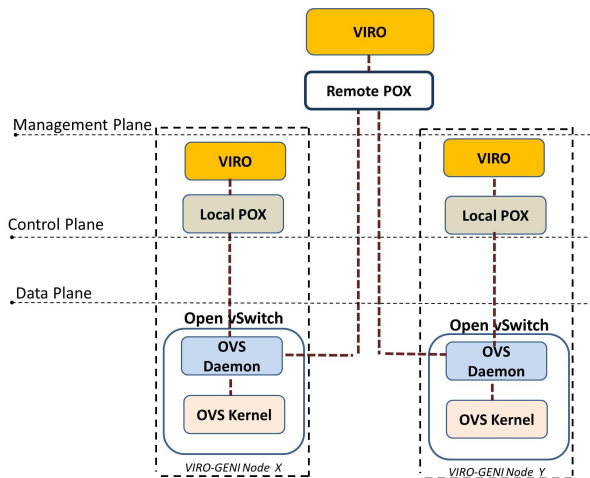 VIRO
Remote POX
Management Plane
VIRO
VIRO
Local POX
Local POX
Control Plane
Data Plane
Open vSwitch
Open vSwitch
OVS
Daemon
OVS
Daemon
OVS Kernel
OVS Kernel
VIRO-GENI Node X
VIRO-GENI Node Y